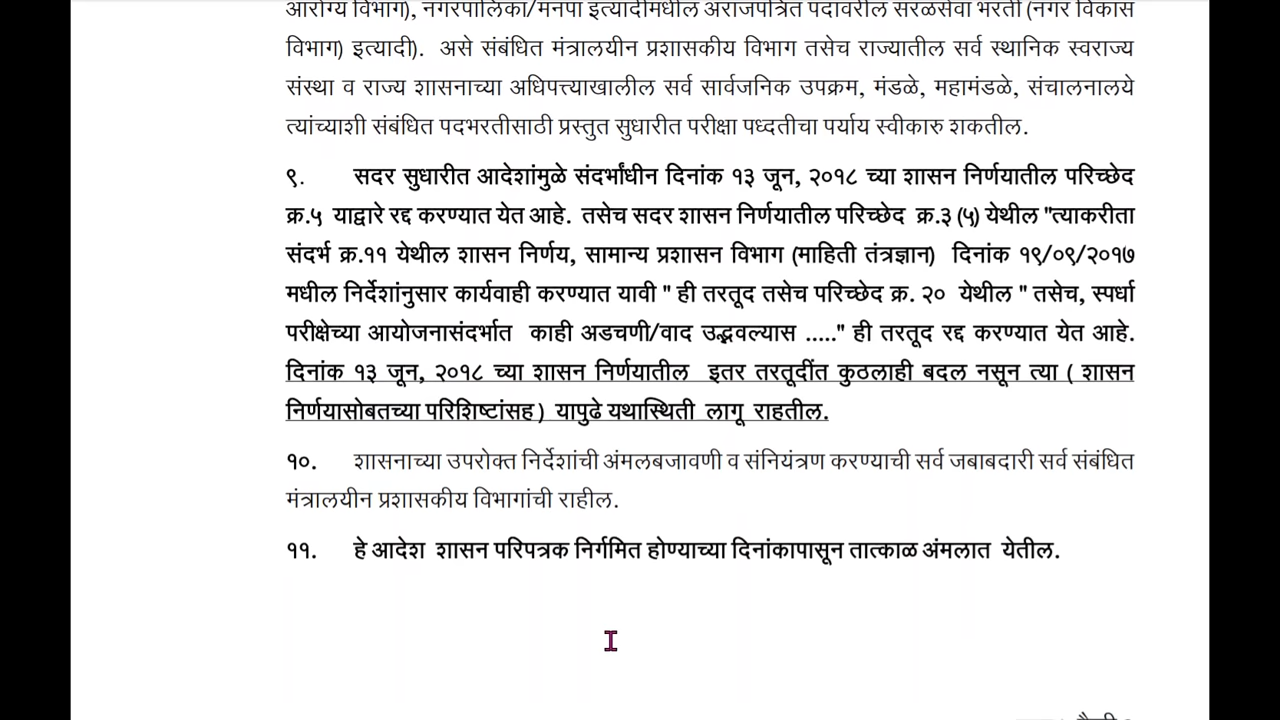 आरोग्य विभाग), नगरपालिका/मनपा इत्यादीमधील अराजपत्रित पदावरील सरळसेवा भरती (नगर विकास
विभाग) इत्यादी). असे संबंधित मंत्रालयीन प्रशासकीय विभाग तसेच राज्यातील सर्व स्थानिक स्वराज्य
संस्था व राज्य शासनाच्या अधिपत्त्याखालील सर्व सार्वजनिक उपक्रम, मंडळे, महामंडळे, संचालनालये
त्यांच्याशी संबंधित पदभरतीसाठी प्रस्तुत सुधारीत परीक्षा पध्दतीचा पर्याय स्वीकारु शकतील.
९. सदर सुधारीत आदेशांमुळे संदर्भाधीन दिनांक १३ जून, २०१८ च्या शासन निर्णयातील परिच्छेद
क्र.५ याद्वारे रद्द करण्यात येत आहे. तसेच सदर शासन निर्णयातील परिच्छेद क्र.३ (५) येथील "त्याकरीता
संदर्भ क्र.११ येथील शासन निर्णय, सामान्य प्रशासन विभाग (माहिती तंत्रज्ञान) दिनांक १९/०९/२०१७
मधील निर्देशांनुसार कार्यवाही करण्यात यावी " ही तरतूद तसेच परिच्छेद क्र. २० येथील " तसेच, स्पर्धा
परीक्षेच्या आयोजनासंदर्भात काही अडचणी/वाद उद्भवल्यास ....." ही तरतूद रद्द करण्यात येत आहे.
दिनांक १३ जून, २०१८ च्या शासन निर्णयातील इतर तरतूदींत कुठलाही बदल नसून त्या ( शासन
निर्णयासोबतच्या परिशिष्टांसह ) यापुढे यथास्थिती लागू राहतील.
१०. शासनाच्या उपरोक्त निर्देशांची अंमलबजावणी व संनियंत्रण करण्याची सर्व जबाबदारी सर्व संबंधित
मंत्रालयीन प्रशासकीय विभागांची राहील.
११. हे आदेश शासन परिपत्रक निर्गमित होण्याच्या दिनांकापासून तात्काळ अंमलात येतील.